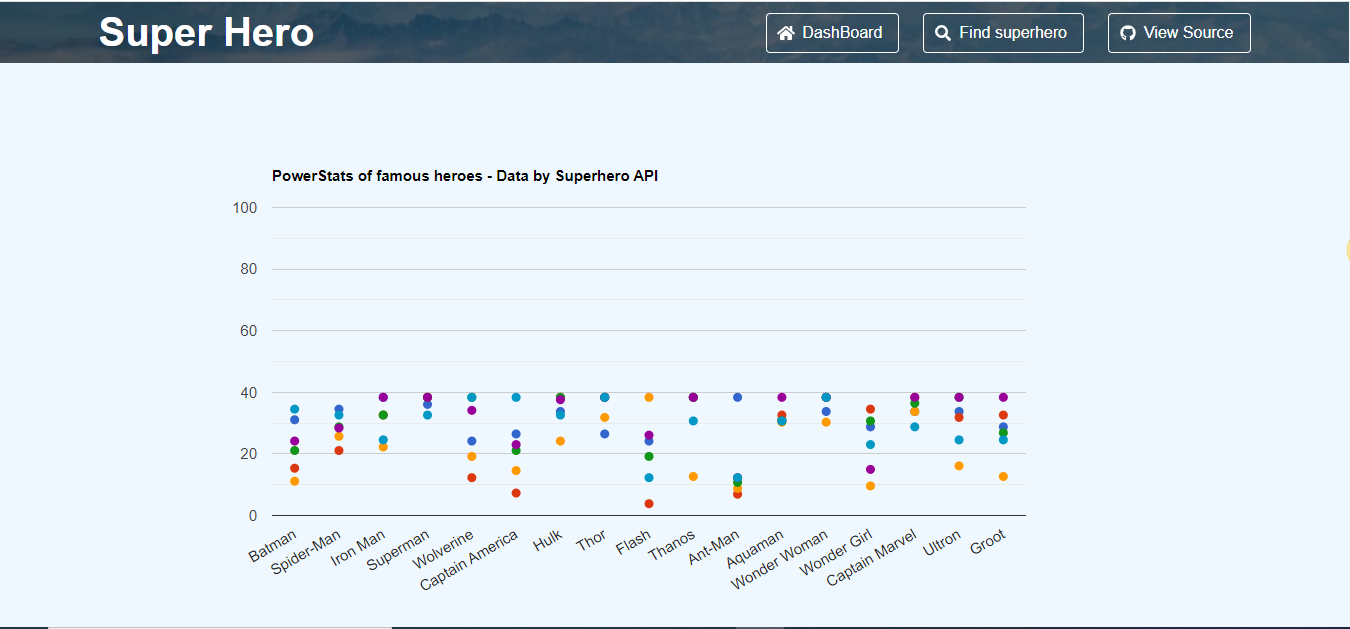 Super Hero
DashBoard
Find superhero
View Source
PowerStats of famous heroes - Data by Superhero API
100
80
60
40
20
0
Batman
Spider-Man
Iron Man
Superman
Wolverine
Captain America
Hulk
Thor
Flash
Thanos
Ant-Man
Aquaman
Wonder Woman
Wonder Girl
Captain Marvel
Ultron
Groot